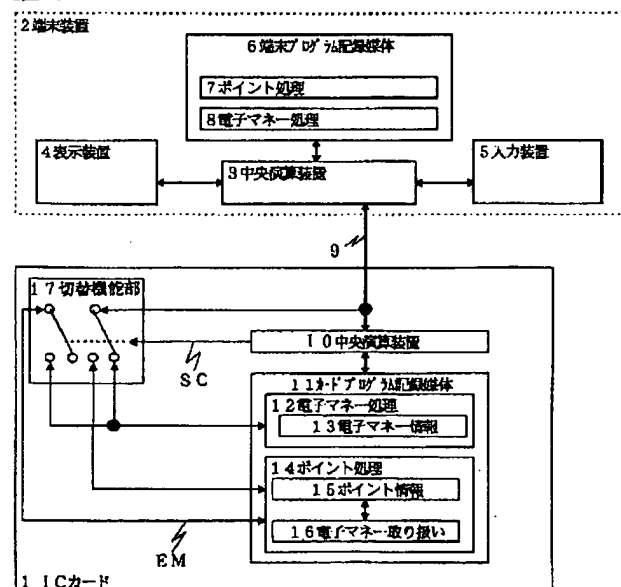 2端末装置
6端末プログラム記録媒体
7ポイント処理
8電子マネー処理
4表示装置
3中央演算装置
5入力装置
9
17切替機能部
10中央演算装置
SC
11カードプログラム記録媒体
12電子マネー処理
13電子マネー情報
14ポイント処理
15ポイント情報
16電子マネー取り扱い
EM
1 ICカード